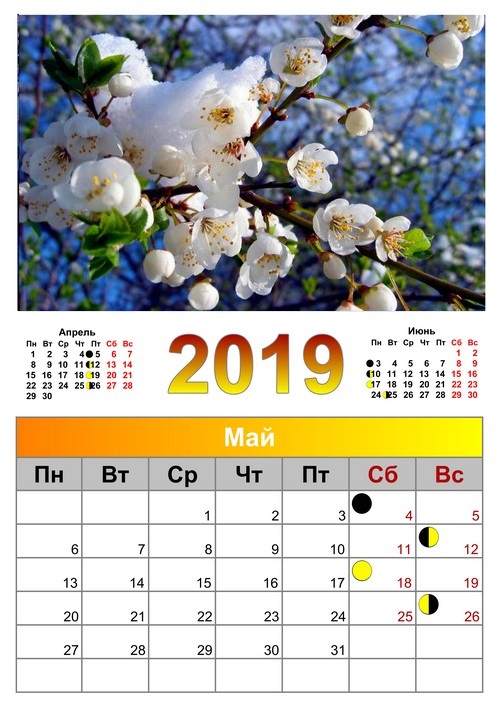 Апрель
Пн Вт Ср Чт Пт Сб Вс
1 2 3 4 5 6 7
8 9 10 11 12 13 14
15 16 17 18 19 20 21
22 23 24 25 26 27 28
29 30
2019
Июнь
Пн Вт Ср Чт Пт Сб Вс
1 2
3 4 5 6 7 8 9
10 11 12 13 14 15 16
17 18 19 20 21 22 23
24 25 26 27 28 29 30
Май
Пн Вт Ср Чт Пт Сб Вс
1 2 3 4 5
6 7 8 9 10 11 12
13 14 15 16 17 18 19
20 21 22 23 24 25 26
27 28 29 30 31